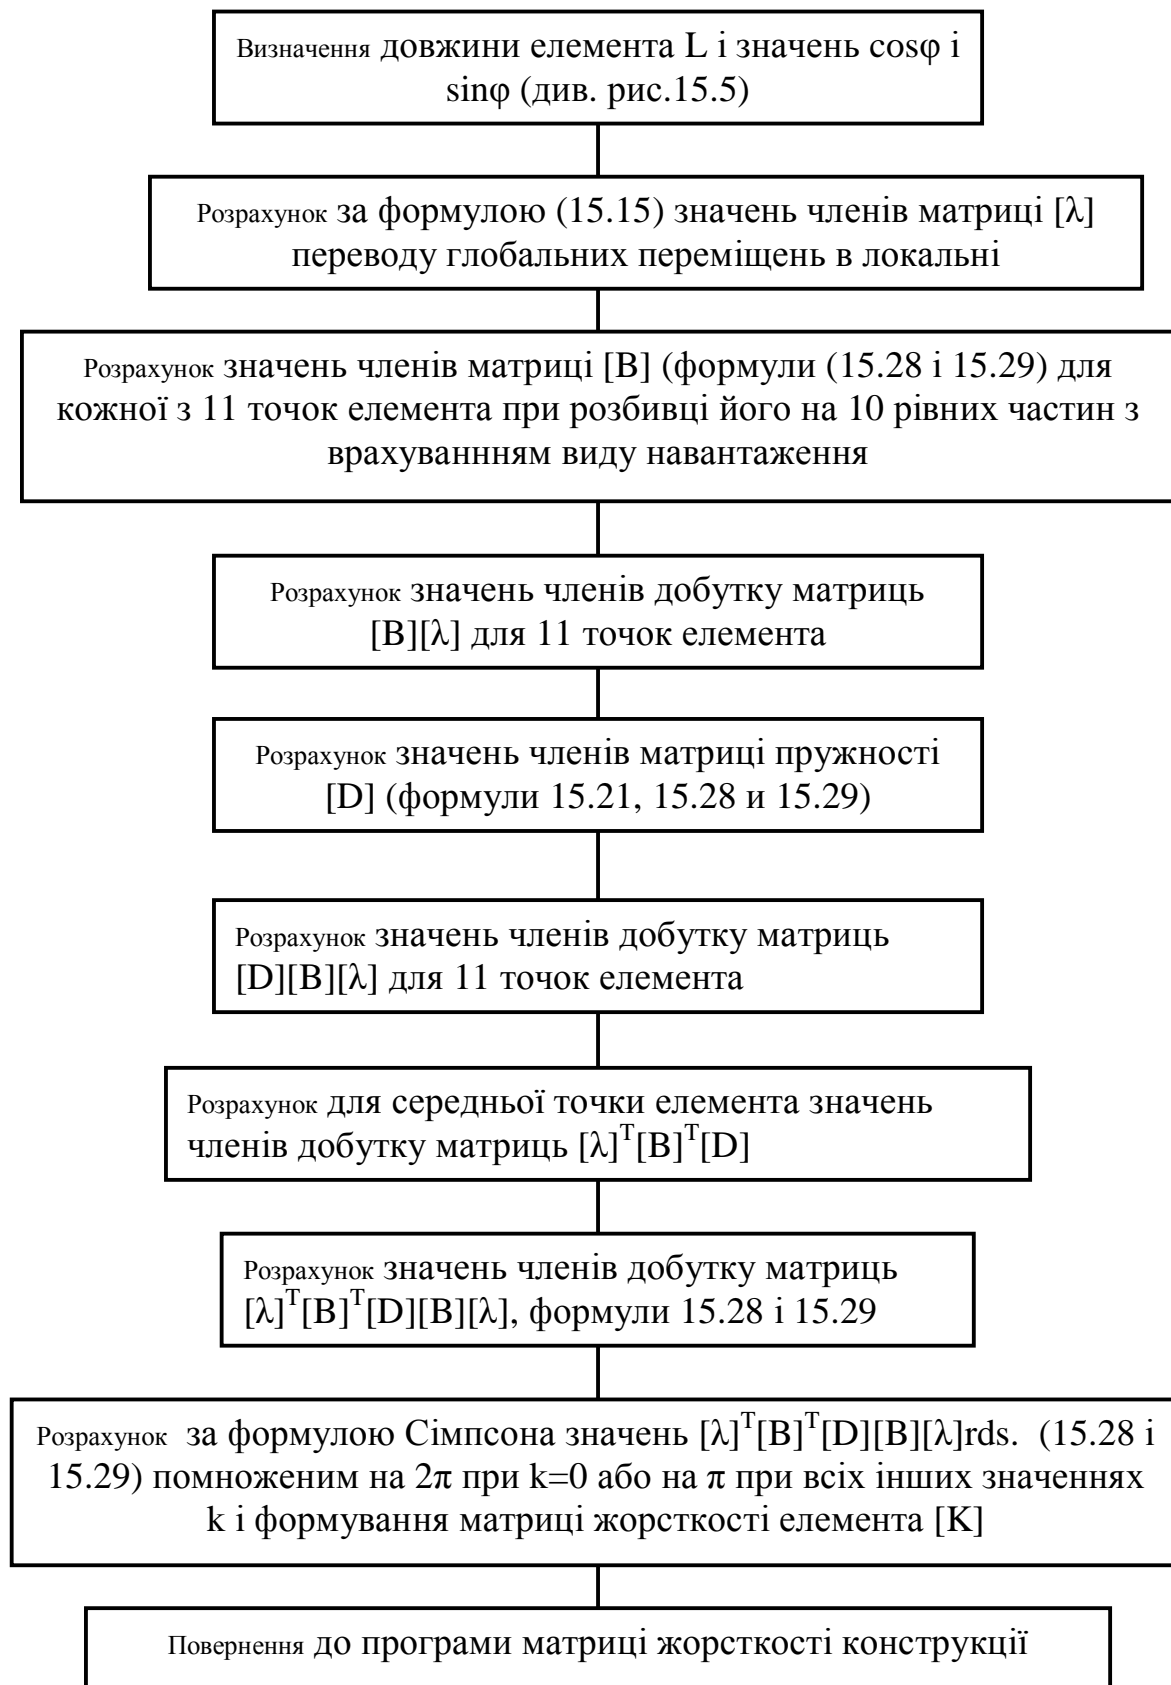 Визначення довжини елемента L і значень cosφ і
sinφ (див. рис.15.5)
Розрахунок за формулою (15.15) значень членів матриці [λ]
переводу глобальних переміщень в локальні
Розрахунок значень членів матриці [B] (формули (15.28 і 15.29) для
кожної з 11 точок елемента при розбивці його на 10 рівних частин з
врахуваннням виду навантаження
Розрахунок значень членів добутку матриць
[B][λ] для 11 точок елемента
Розрахунок значень членів матриці пружності
[D] (формули 15.21, 15.28 и 15.29)
Розрахунок значень членів добутку матриць
[D][B][λ] для 11 точок елемента
Розрахунок для середньої точки елемента значень
членів добутку матриць [λ]^T[B]^T[D]
Розрахунок значень членів добутку матриць
[λ]^T[B]^T[D][B][λ], формули 15.28 і 15.29
Розрахунок за формулою Сімпсона значень [λ]^T[B]^T[D][B][λ]rds. (15.28 і
15.29) помноженим на 2π при k=0 або на π при всіх інших значеннях
k і формування матриці жорсткості елемента [K]
Повернення до програми матриці жорсткості конструкції